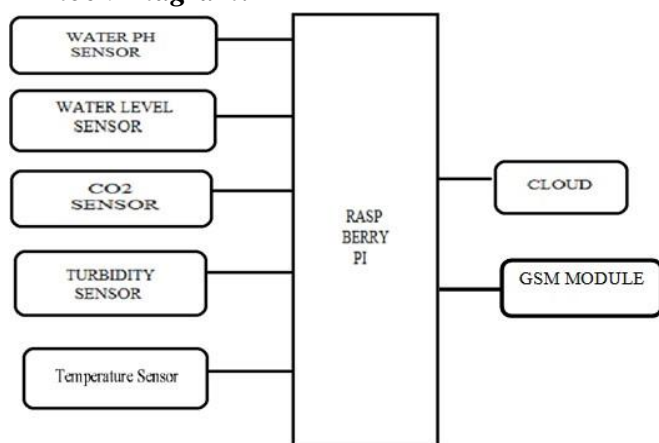 WATER PH
SENSOR
WATER LEVEL
SENSOR
CO2
SENSOR
TURBIDITY
SENSOR
Temperature Sensor
RASP
BERRY
PI
CLOUD
GSM MODULE